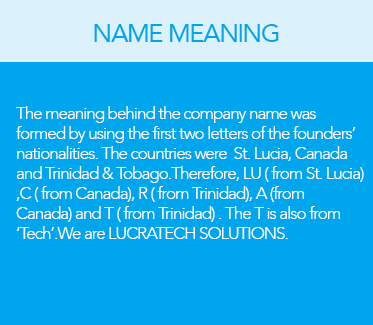 NAME MEANING
The meaning behind the company name was
formed by using the first two letters of the founders’
nationalities. The countries were  St. Lucia, Canada
and Trinidad & Tobago.Therefore, LU ( from St. Lucia)
,C ( from Canada), R ( from Trinidad), A (from
Canada) and T ( from Trinidad) . The T is also from
‘Tech’.We are LUCRATECH SOLUTIONS.